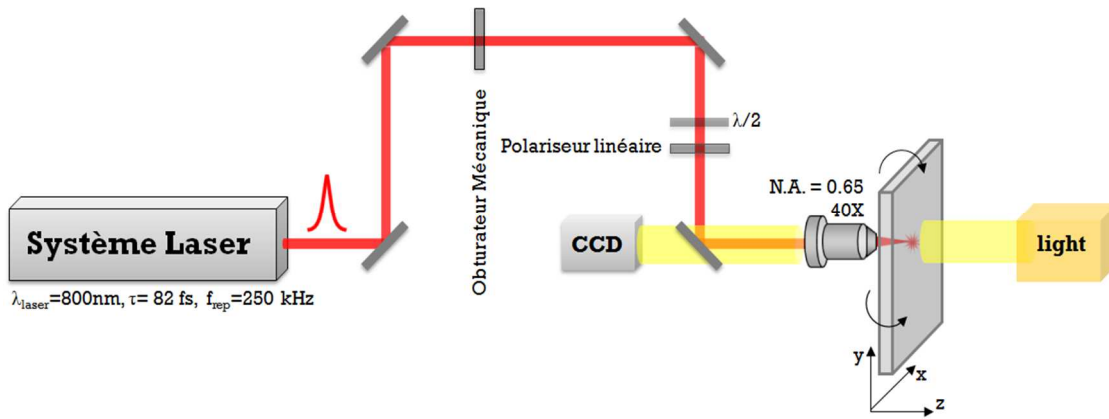 Système Laser
λlaser=800nm, τ= 82 fs, frep=250 kHz
Obturateur Mécanique
λ/2
Polariseur linéaire
N.A. = 0.65
40X
CCD
light
y
x
z